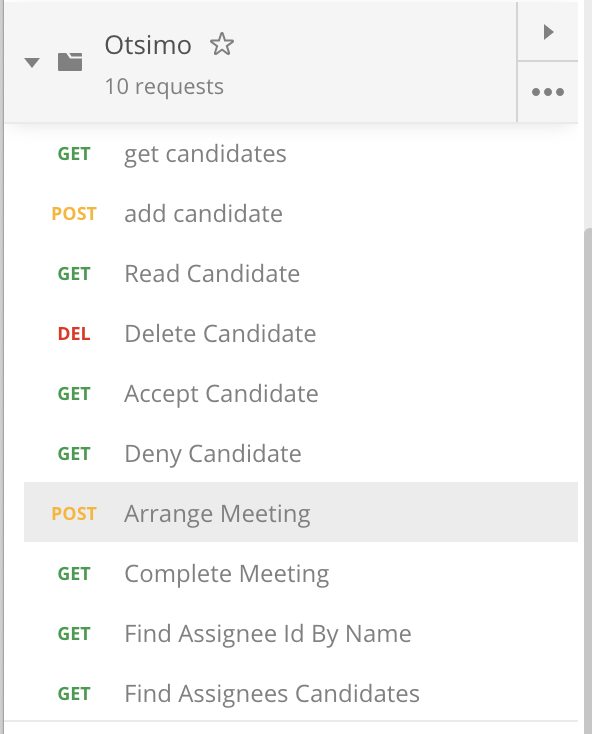 Otsimo
10 requests
GET get candidates
POST add candidate
GET Read Candidate
DEL Delete Candidate
GET Accept Candidate
GET Deny Candidate
POST Arrange Meeting
GET Complete Meeting
GET Find Assignee Id By Name
GET Find Assignees Candidates